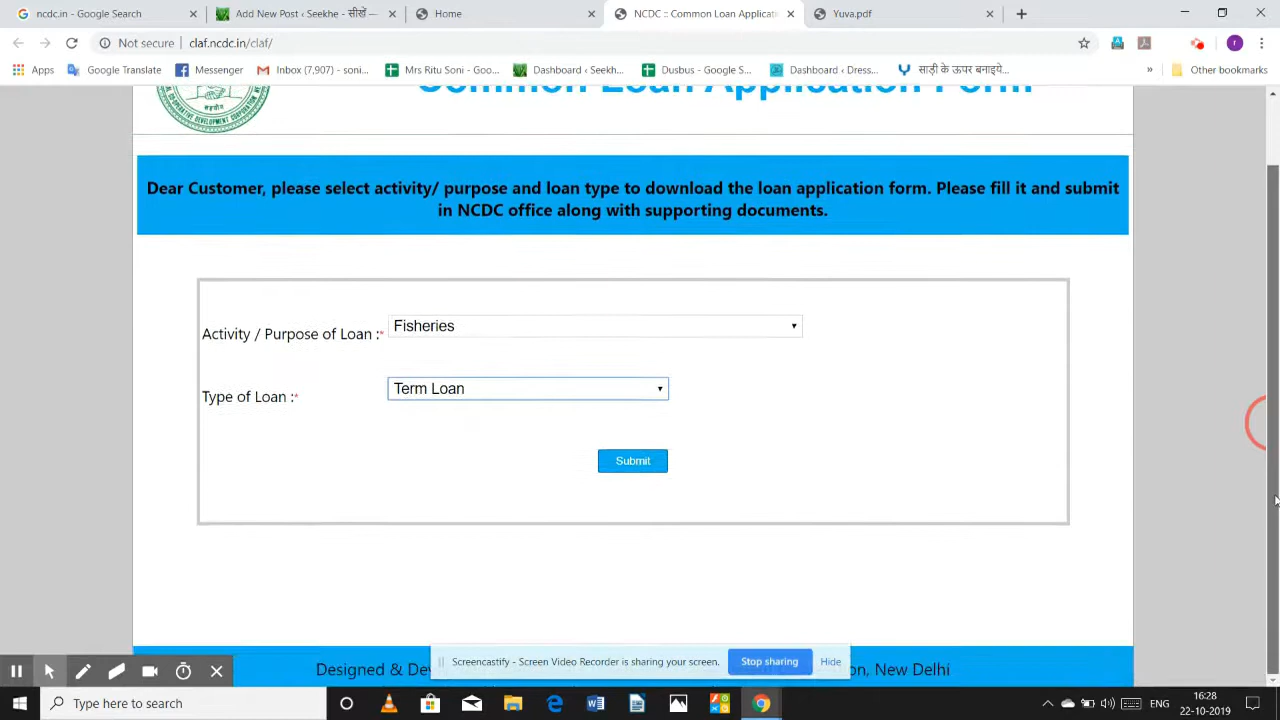 ncdc.in - Google Search
Add New Post ‹ Seekhe - सीखें —
Home
NCDC :: Common Loan Applicati
Yuva.pdf
Not secure | claf.ncdc.in/claf/
Apps Google Translate Messenger Inbox (7,907) - soni... Mrs Ritu Soni - Goo... Dashboard ‹ Seekh... Dusbus - Google S... Dashboard ‹ Dress... साड़ी के ऊपर बनाइये... » Other bookmarks
Common Loan Application Form
Dear Customer, please select activity/ purpose and loan type to download the loan application form. Please fill it and submit
in NCDC office along with supporting documents.
Activity / Purpose of Loan :* Fisheries
Type of Loan :* Term Loan
Submit
Screencastify - Screen Video Recorder is sharing your screen. Stop sharing Hide
Designed & De on, New Delhi
Type here to search
ENG
16:28
22-10-2019